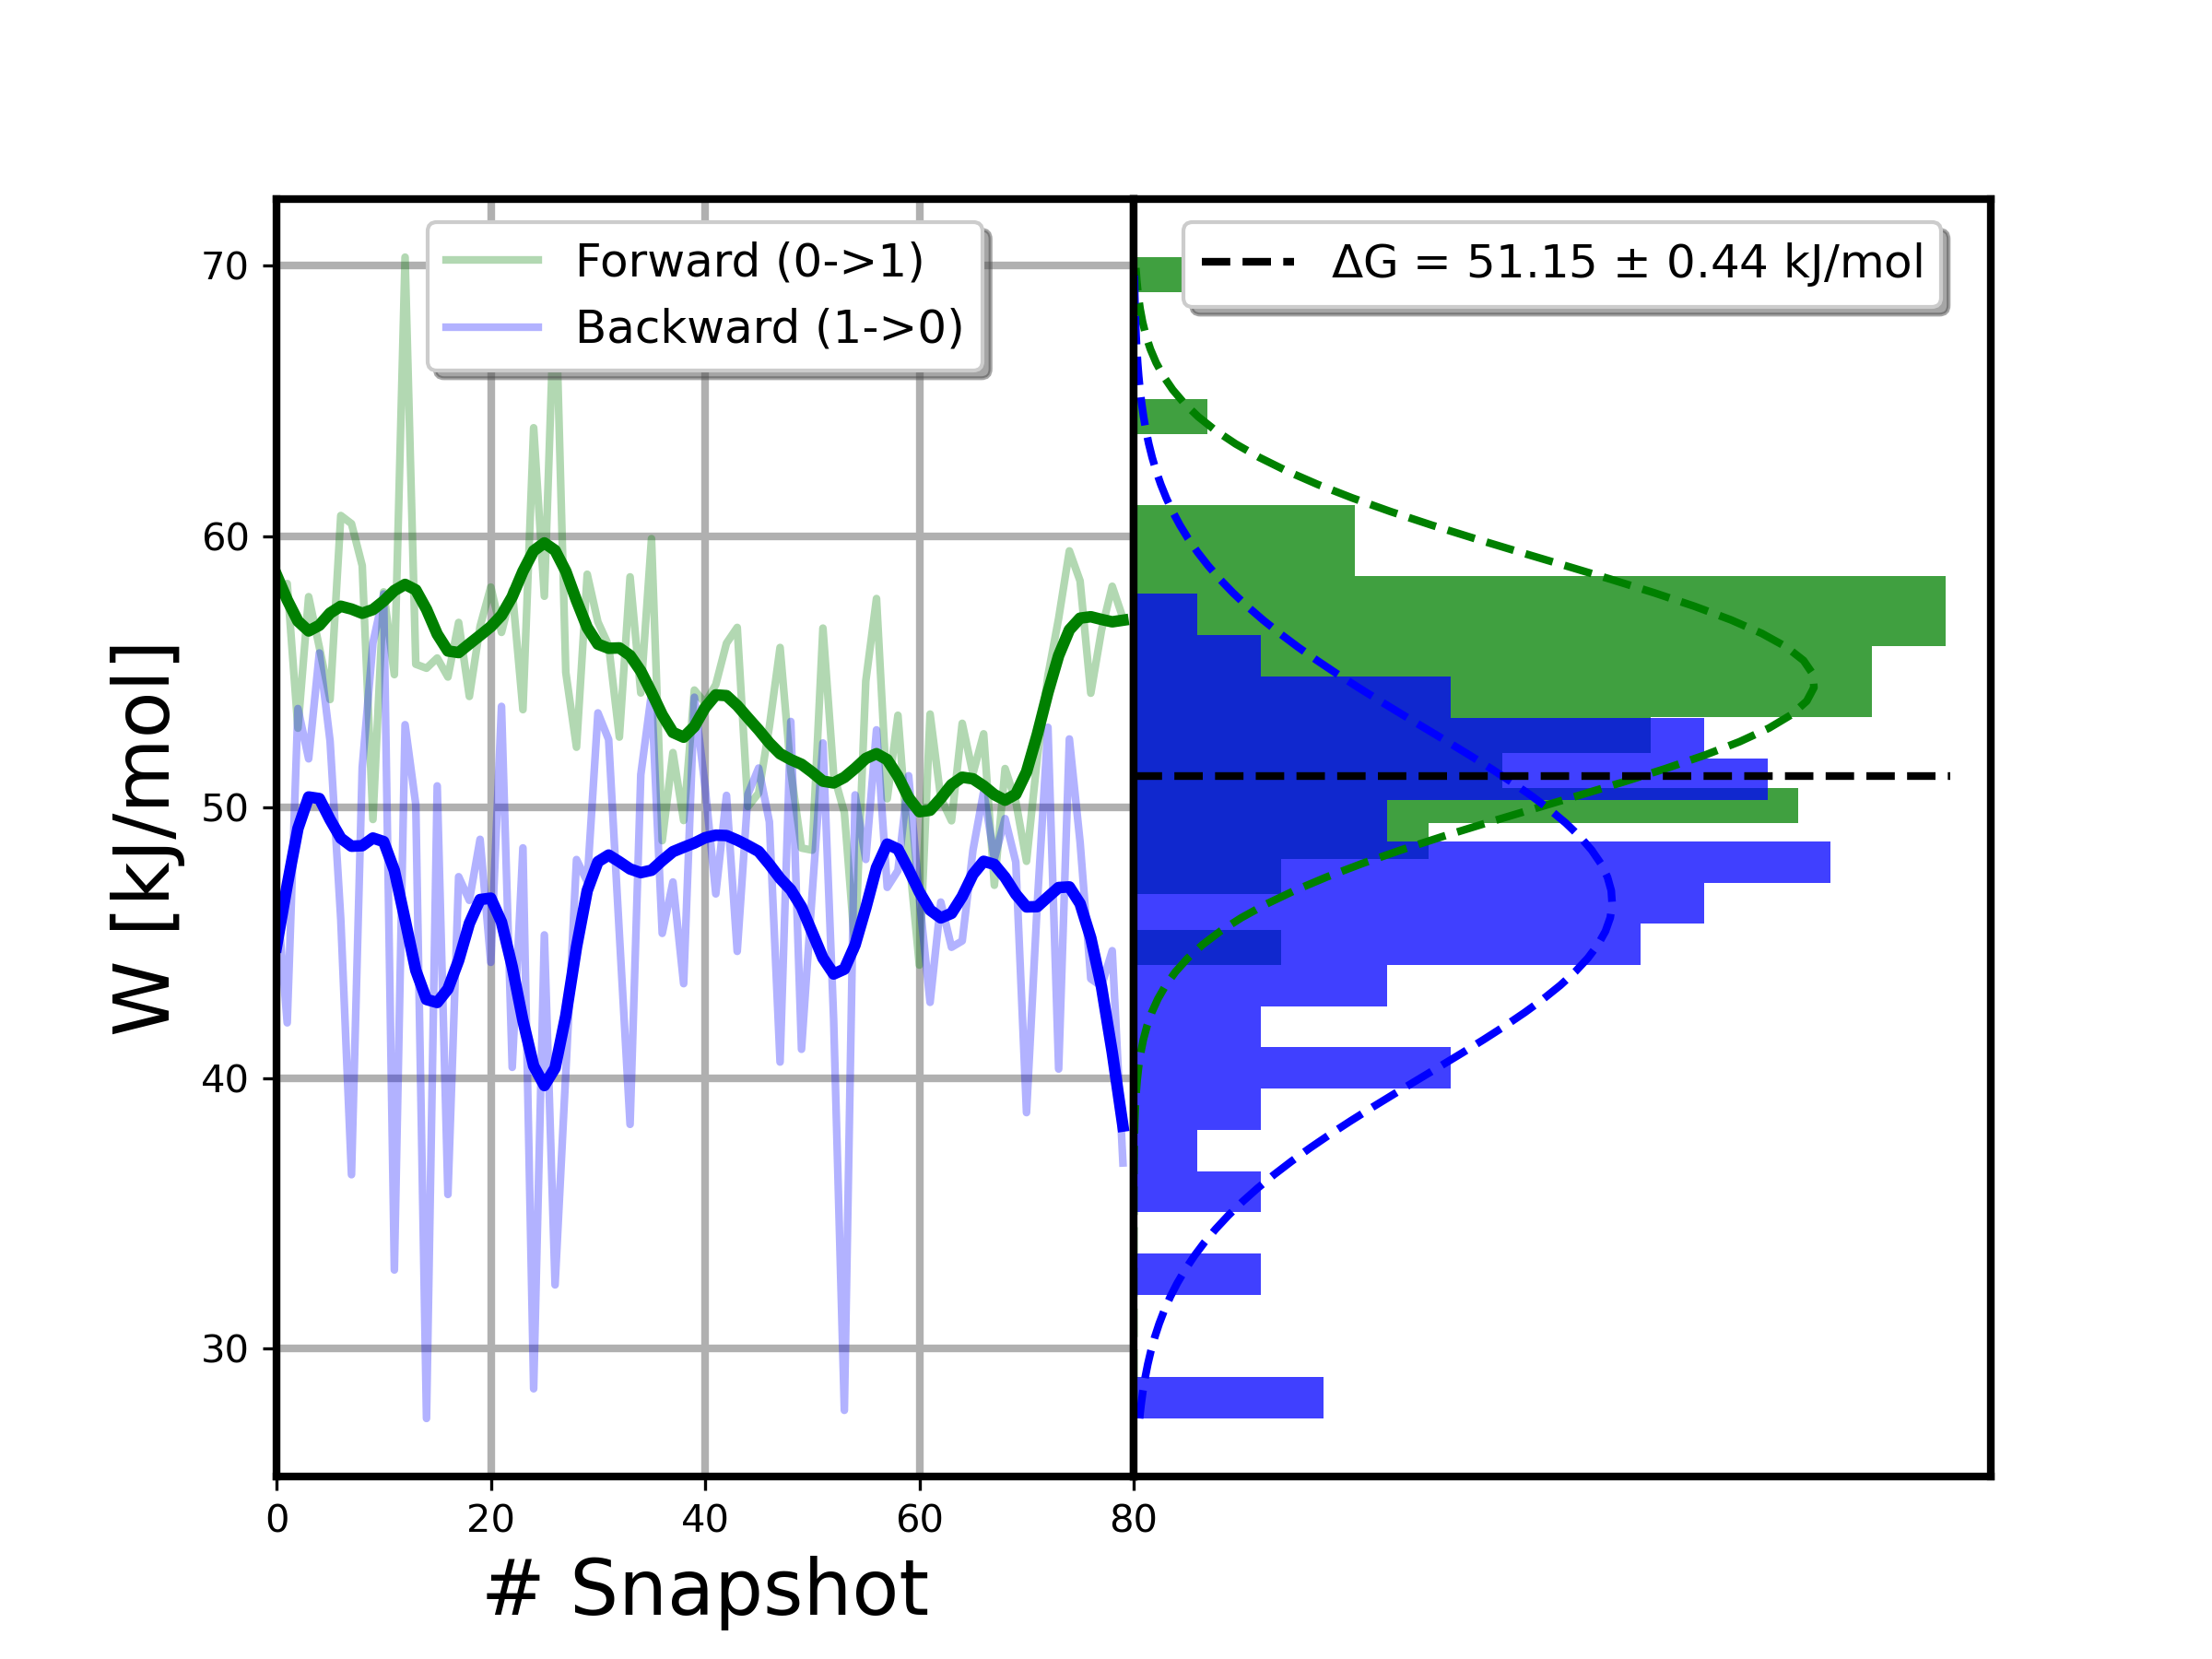 Forward (0->1)
Backward (1->0)
ΔG = 51.15 ± 0.44 kJ/mol
W [kJ/mol]
70
60
50
40
30
0 20 40 60 80
# Snapshot